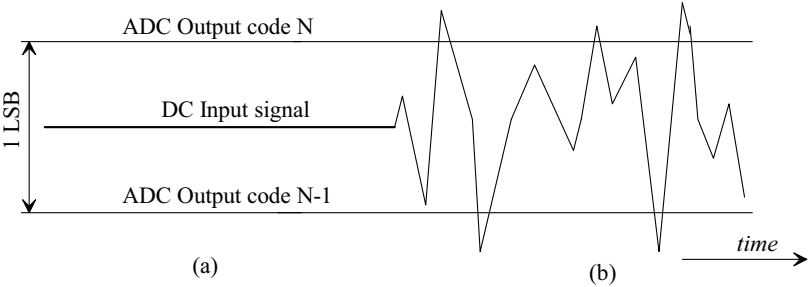 ADC Output code N
1 LSB
DC Input signal
ADC Output code N-1
time
(a)
(b)